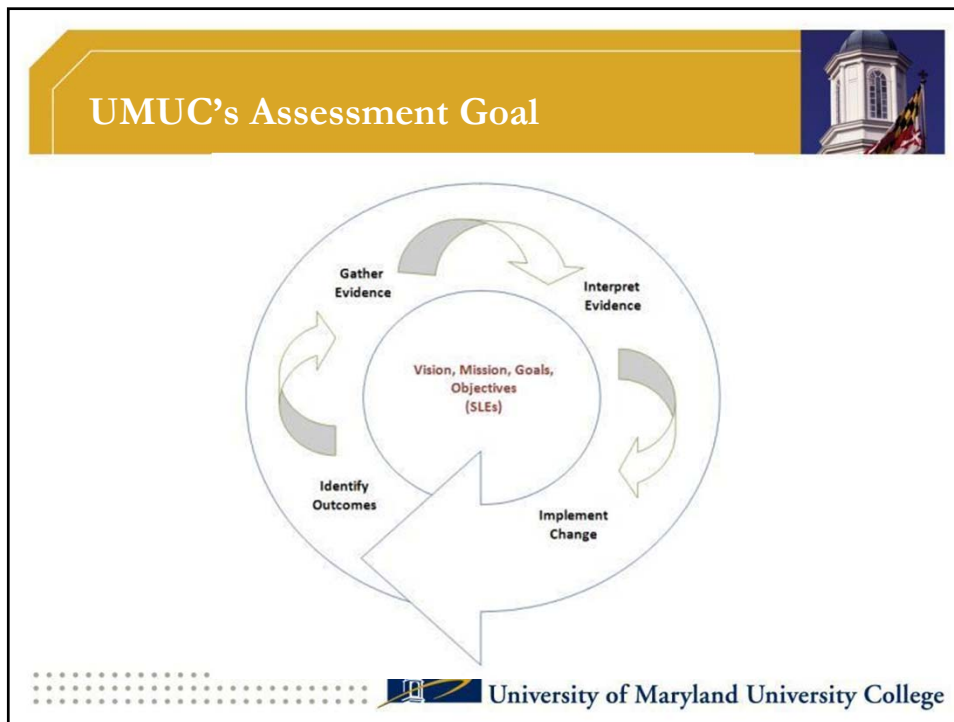 UMUC’s Assessment Goal
Gather
Evidence
Interpret
Evidence
Vision, Mission, Goals,
Objectives
(SLEs)
Identify
Outcomes
Implement
Change
University of Maryland University College